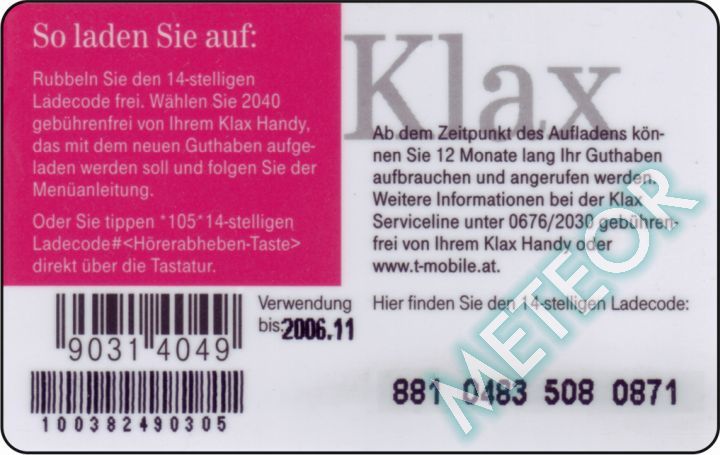 So laden Sie auf:
Rubbeln Sie den 14-stelligen
Ladecode frei. Wählen Sie 2040
gebührenfrei von Ihrem Klax Handy,
das mit dem neuen Guthaben aufge-
laden werden soll und folgen Sie der
Menüanleitung.
Oder Sie tippen *105*14-stelligen
Ladecode#<Hörerabheben-Taste>
direkt über die Tastatur.
Klax
Ab dem Zeitpunkt des Aufladens kön-
nen Sie 12 Monate lang Ihr Guthaben
aufbrauchen und angerufen werden.
Weitere Informationen bei der Klax
Serviceline unter 0676/2030 gebühren-
frei von Ihrem Klax Handy oder
www.t-mobile.at.
Verwendung
bis:2006.11
Hier finden Sie den 14-stelligen Ladecode:
9031 4049
100382490305
881 0483 508 0871
METEOR